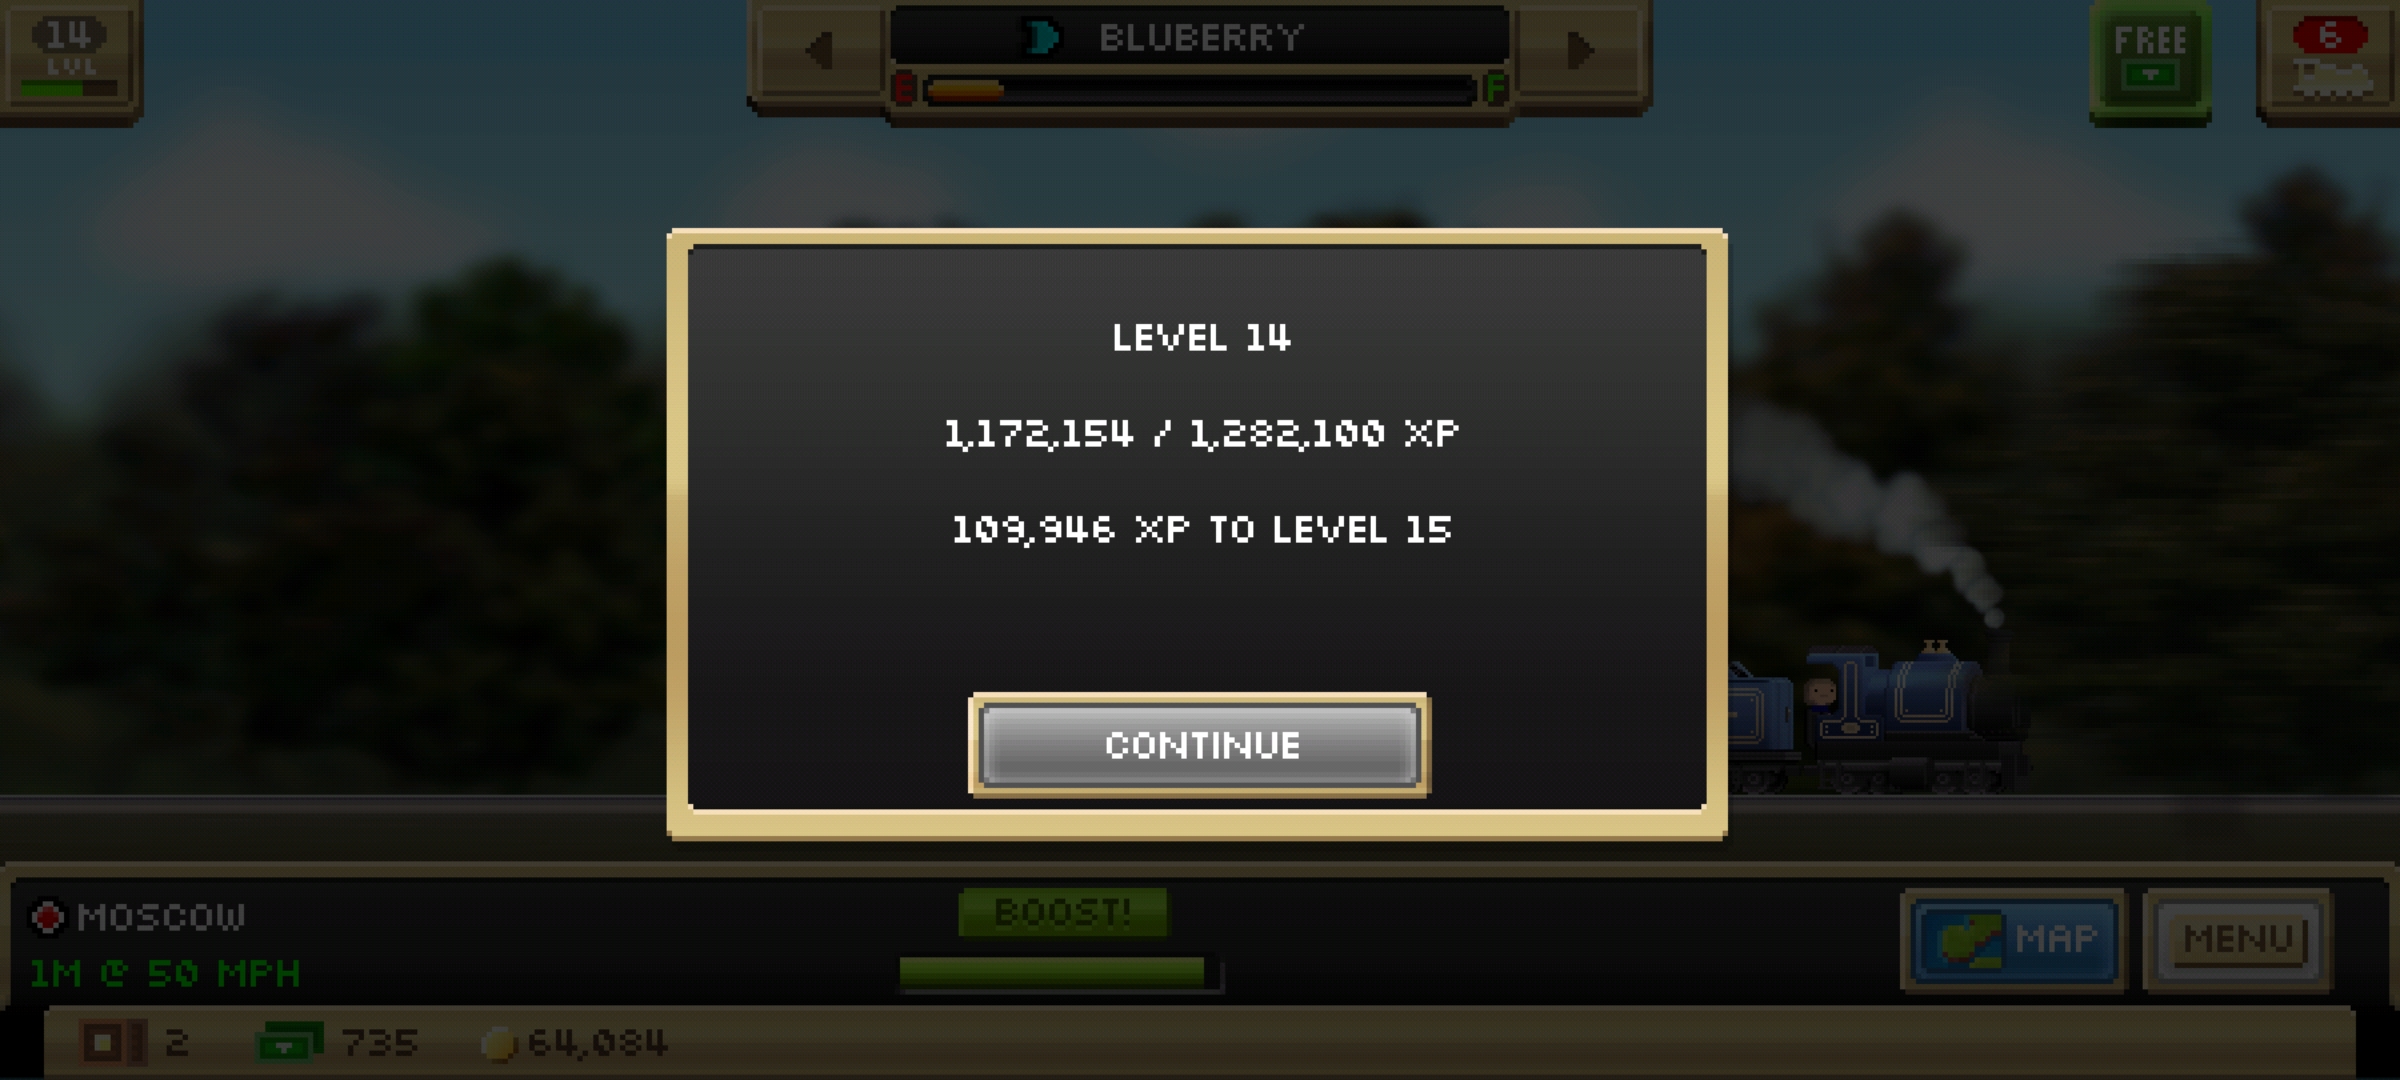 14
LVL
BLUBERRY
E F
FREE
6
LEVEL 14
1,172,154 / 1,282,100 XP
109,946 XP TO LEVEL 15
CONTINUE
MOSCOW
1M @ 50 MPH
BOOST!
MAP
MENU
2
735
64,084